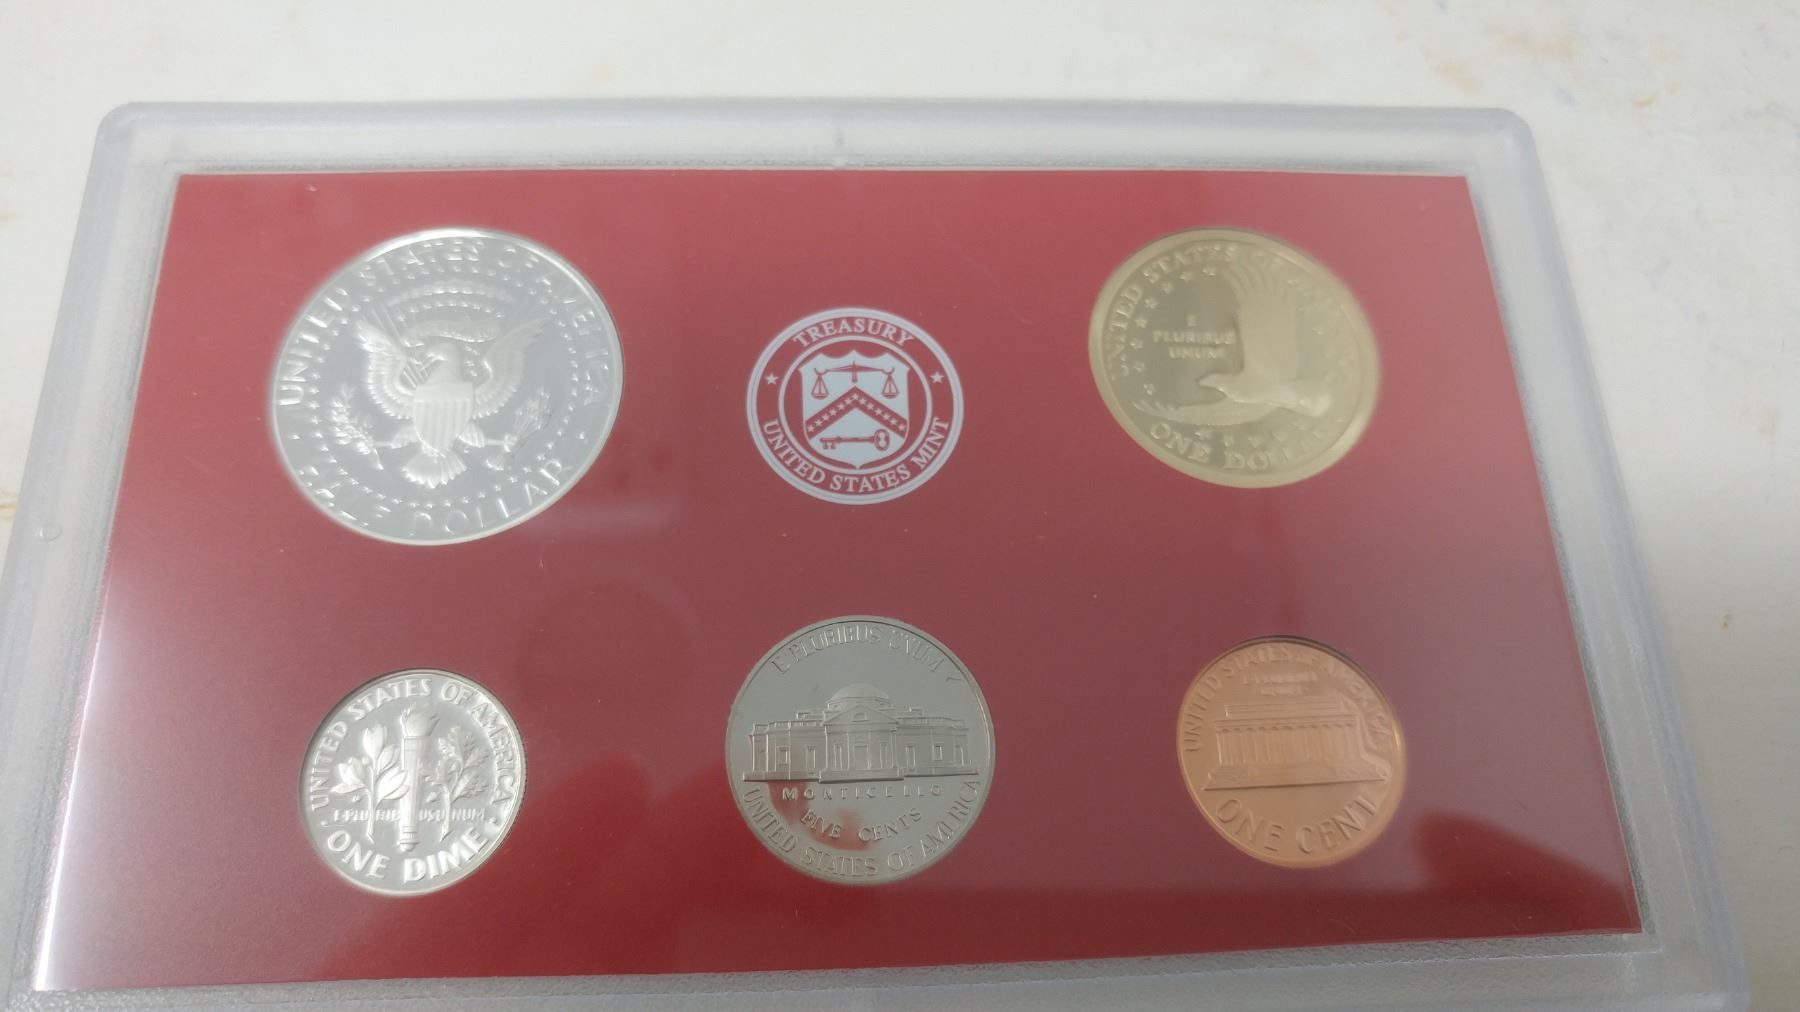 UNITED STATES OF AMERICA
HALF DOLLAR
TREASURY
UNITED STATES MINT
UNITED STATES OF
E
PLURIBUS
UNUM
ONE DOLLAR
UNITED STATES OF AMERICA
E PLURIBUS UNUM
ONE DIME
E PLURIBUS UNUM
MONTICELLO
FIVE CENTS
UNITED STATES OF AMERICA
UNITED STATES OF AMERICA
E PLURIBUS
UNUM
ONE CENT